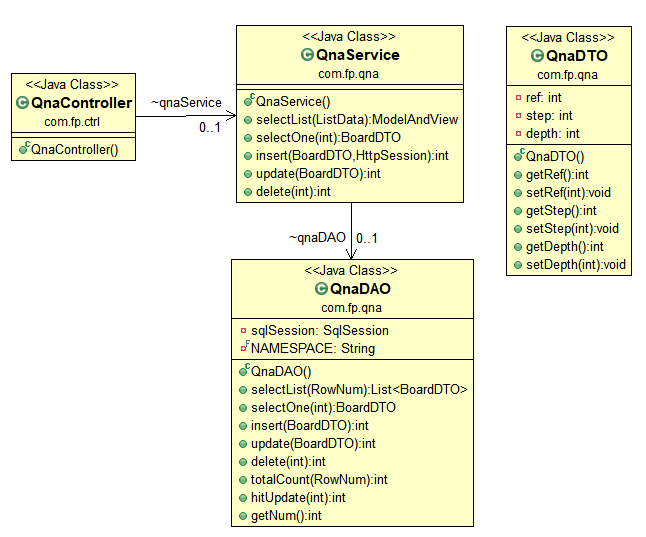 <<Java Class>>
QnaController
com.fp.ctrl
QnaController()
~qnaService
0..1
<<Java Class>>
QnaService
com.fp.qna
QnaService()
selectList(ListData):ModelAndView
selectOne(int):BoardDTO
insert(BoardDTO,HttpSession):int
update(BoardDTO):int
delete(int):int
~qnaDAO
0..1
<<Java Class>>
QnaDAO
com.fp.qna
sqlSession: SqlSession
NAMESPACE: String
QnaDAO()
selectList(RowNum):List<BoardDTO>
selectOne(int):BoardDTO
insert(BoardDTO):int
update(BoardDTO):int
delete(int):int
totalCount(RowNum):int
hitUpdate(int):int
getNum():int
<<Java Class>>
QnaDTO
com.fp.qna
ref: int
step: int
depth: int
QnaDTO()
getRef():int
setRef(int):void
getStep():int
setStep(int):void
getDepth():int
setDepth(int):void